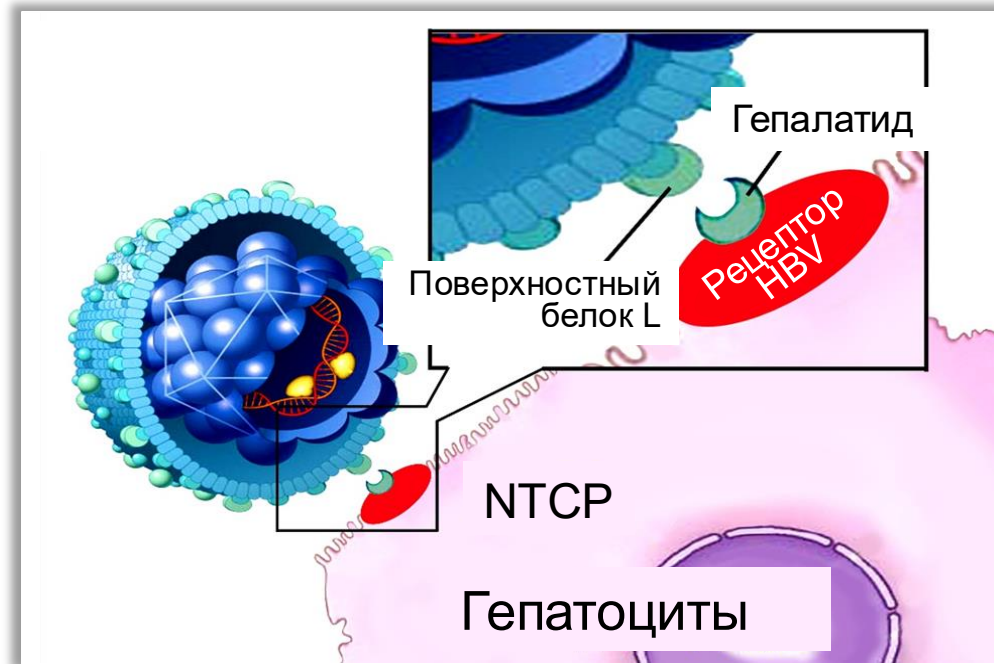 Гепалатид
Рецептор
HBV
Поверхностный
белок L
NTCP
Гепатоциты